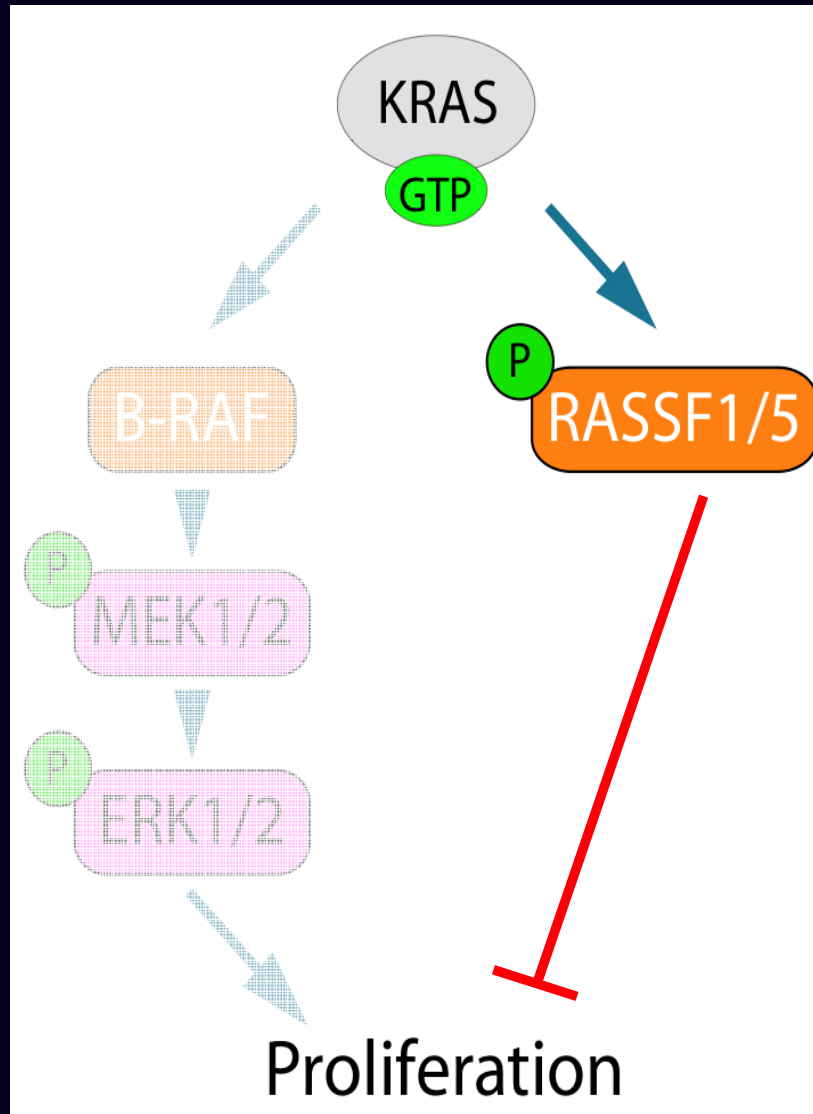 KRAS
GTP
P
RASSF1/5
B-RAF
P
MEK1/2
P
ERK1/2
Proliferation